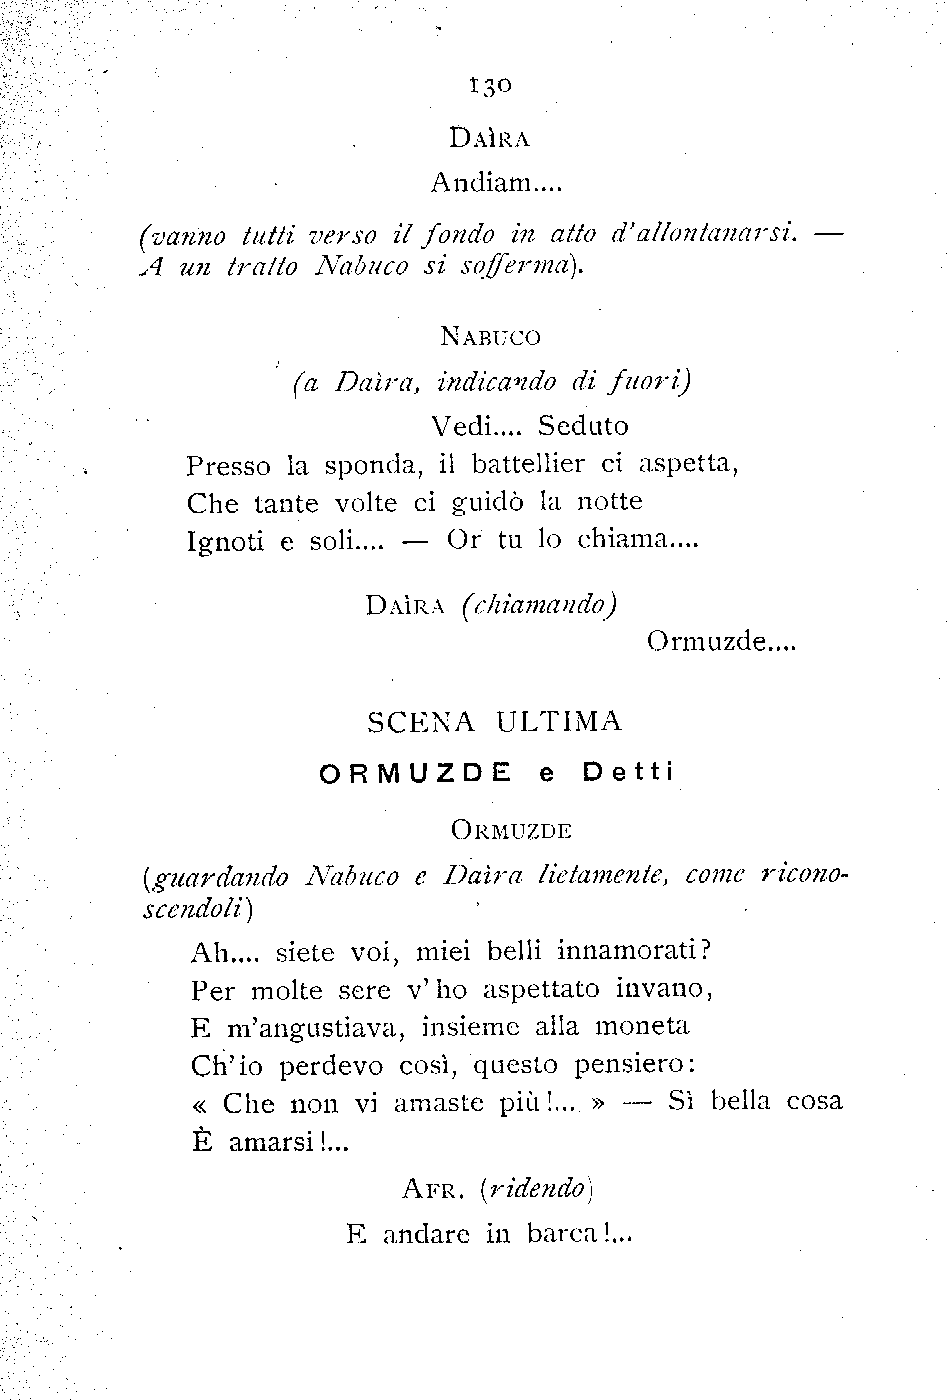 130
DAÌRA
Andiam....
(vanno tutti verso il fondo in atto d'allontanarsi. —
A un tratto Nabuco si sofferma).
NABUCO
(a Daìra, indicando di fuori)
Vedi.... Seduto
Presso la sponda, il battellier ci aspetta,
Che tante volte ci guidò la notte
Ignoti e soli.... — Or tu lo chiama....
DAÌRA (chiamando)
Ormuzde....
SCENA ULTIMA
ORMUZDE e Detti
ORMUZDE
(guardando Nabuco e Daìra lietamente, come ricono-
scendoli)
Ah.... siete voi, miei belli innamorati?
Per molte sere v'ho aspettato invano,
E m'angustiava, insieme alla moneta
Ch'io perdevo così, questo pensiero:
« Che non vi amaste più!... » — Sì bella cosa
È amarsi!...
AFR. (ridendo)
E andare in barca!...